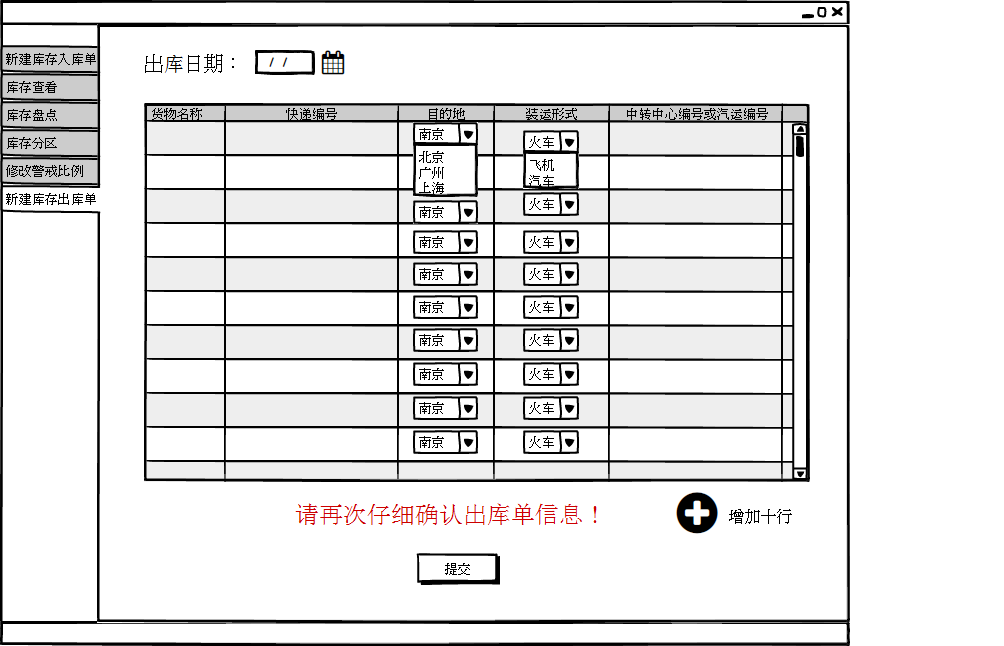 新建库存入库单
库存查看
库存盘点
库存分区
修改警戒比例
新建库存出库单
出库日期： / /
货物名称 快递编号 目的地 装运形式 中转中心编号或汽运编号
南京 火车
北京 飞机
广州 汽车
上海
南京 火车
南京 火车
南京 火车
南京 火车
南京 火车
南京 火车
南京 火车
南京 火车
请再次仔细确认出库单信息！
增加十行
提交